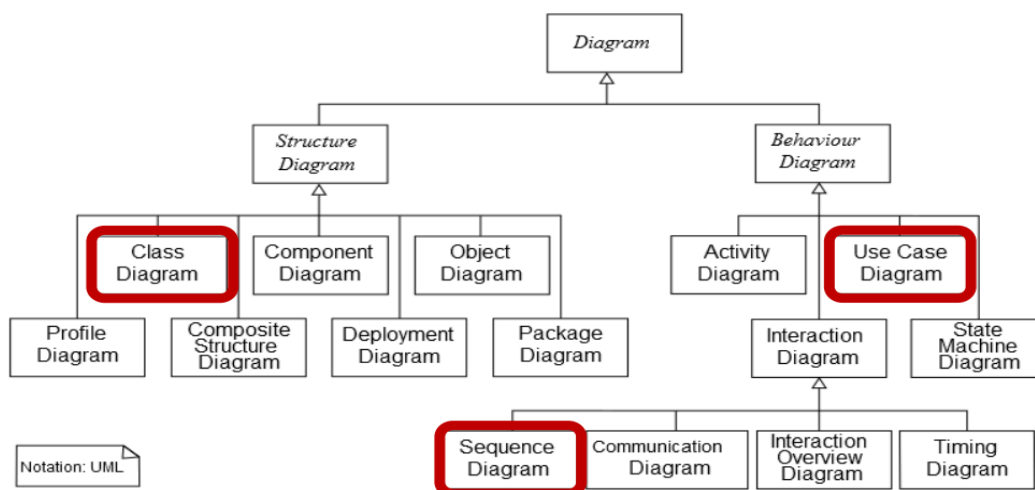 Diagram
Structure
Diagram
Behaviour
Diagram
Class
Diagram
Component
Diagram
Object
Diagram
Activity
Diagram
Use Case
Diagram
Profile
Diagram
Composite
Structure
Diagram
Deployment
Diagram
Package
Diagram
Interaction
Diagram
State
Machine
Diagram
Sequence
Diagram
Communication
Diagram
Interaction
Overview
Diagram
Timing
Diagram
Notation: UML